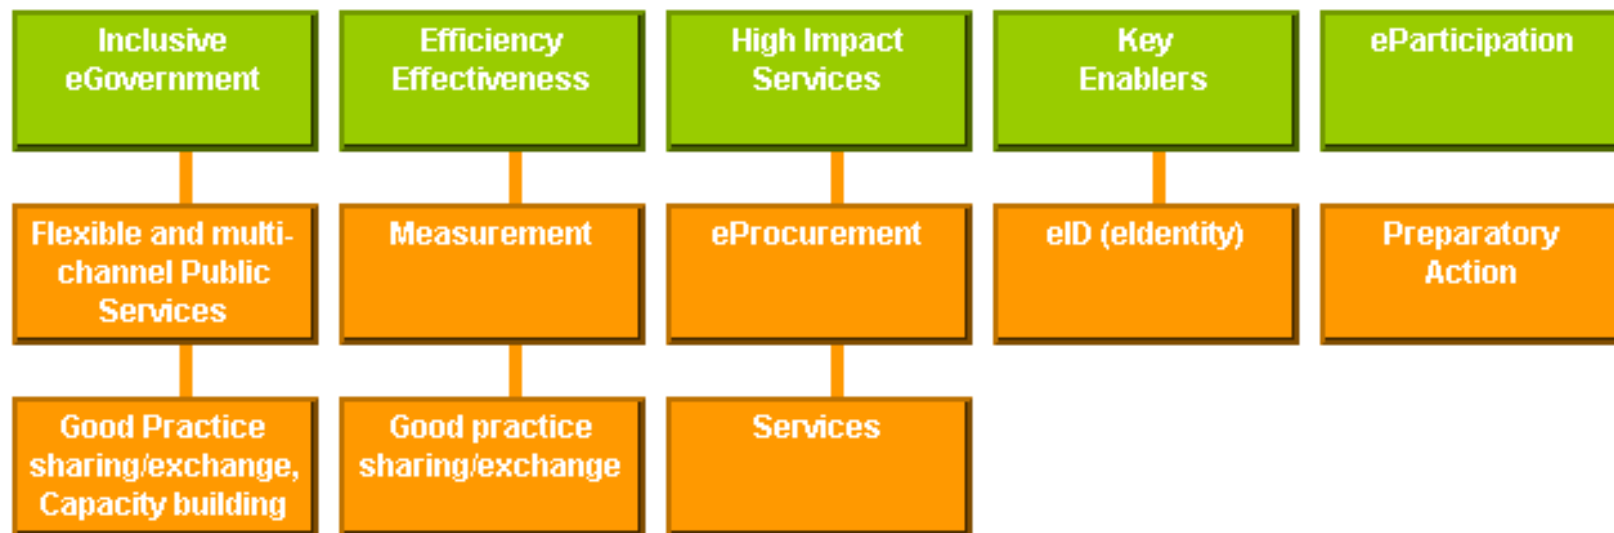 Inclusive
eGovernment
Efficiency
Effectiveness
High Impact
Services
Key
Enablers
eParticipation
Flexible and multi-
channel Public
Services
Measurement
eProcurement
eID (eIdentity)
Preparatory
Action
Good Practice
sharing/exchange,
Capacity building
Good practice
sharing/exchange
Services